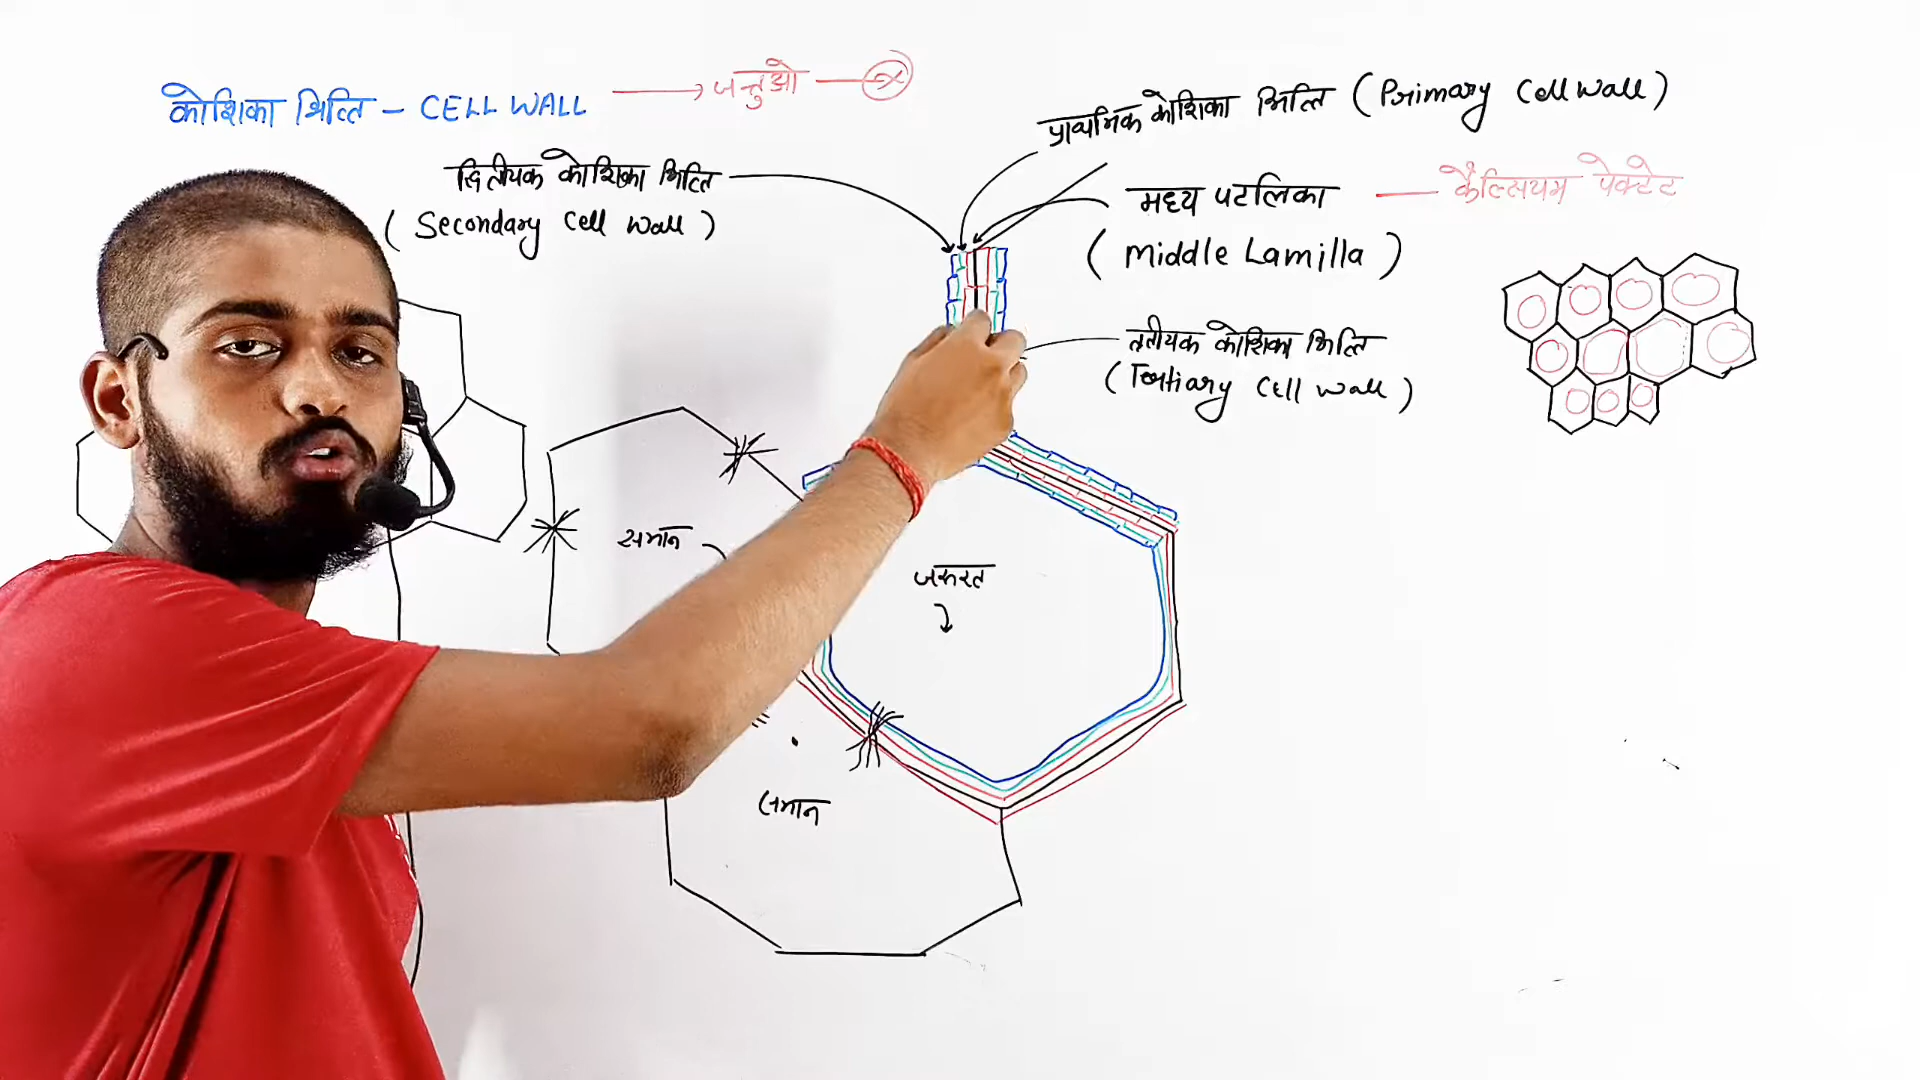 कोशिका भित्ति - CELL WALL → जन्तुओ - ×
प्राथमिक कोशिका भित्ति (Primary Cell Wall)
द्वितीयक कोशिका भित्ति
(Secondary Cell Wall)
मध्य पटलिका - कैल्सियम पेक्टेट
(Middle Lamilla)
तृतीयक कोशिका भित्ति
(Tertiary Cell Wall)
समान
जरूरत
समान